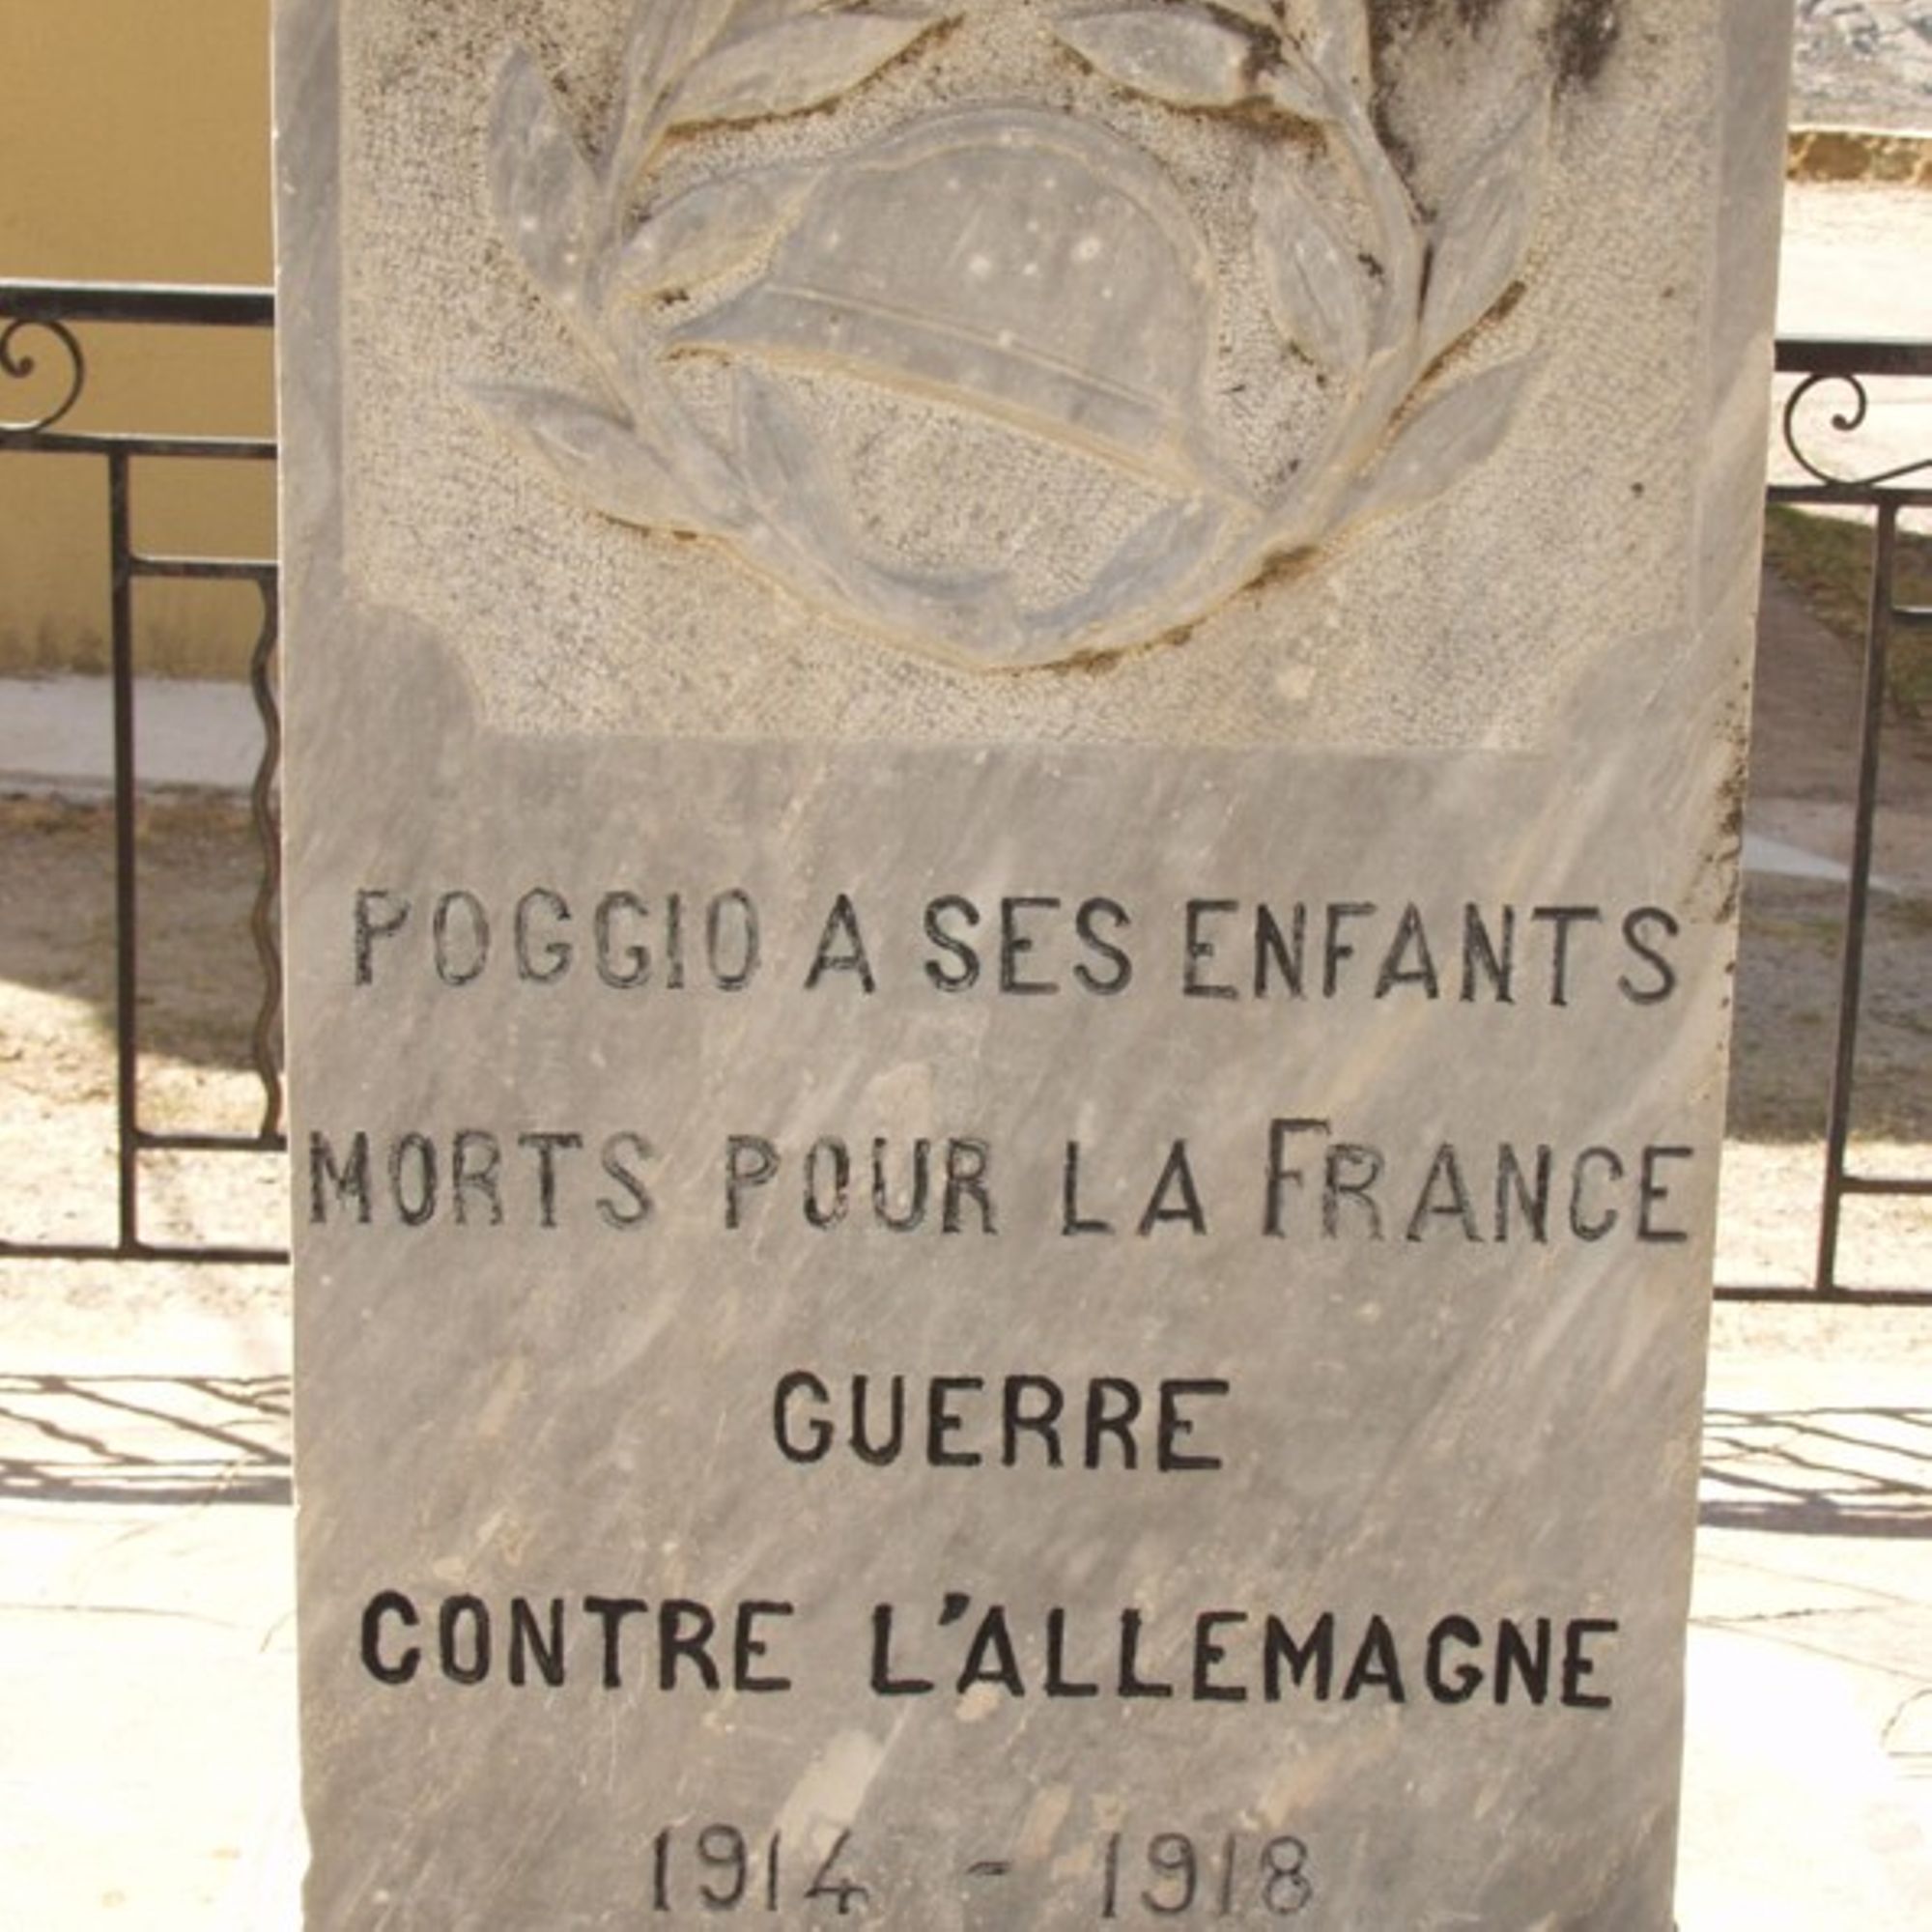 POGGIO A SES ENFANTS
MORTS POUR LA FRANCE
GUERRE
CONTRE L'ALLEMAGNE
1914 - 1918